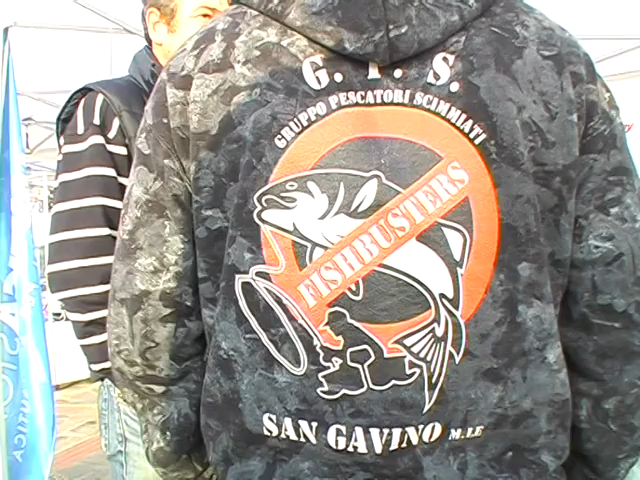 G. P. S.
GRUPPO PESCATORI SCIMMIATI
FISHBUSTERS
SAN GAVINO M.LE